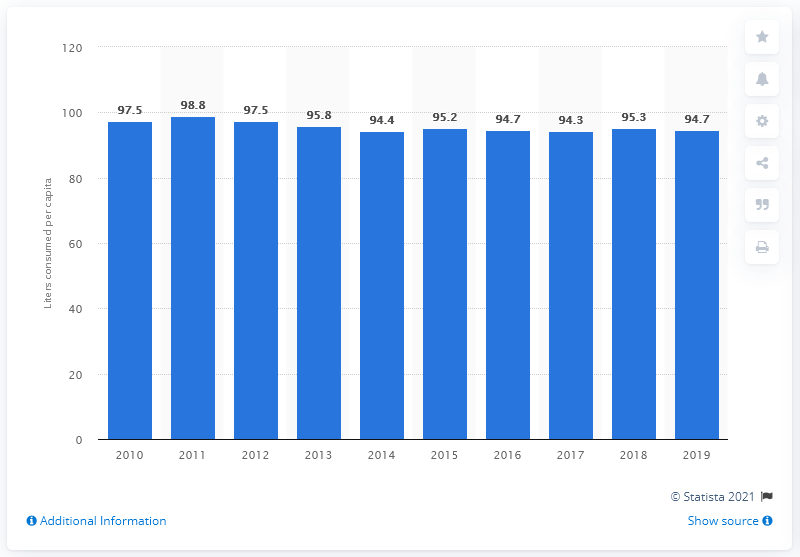 120
100
80
60
40
20
0
Liters consumed per capita
97.5 98.8 97.5 95.8 94.4 95.2 94.7 94.3 95.3 94.7
2010 2011 2012 2013 2014 2015 2016 2017 2018 2019
© Statista 2021
Additional Information Show source